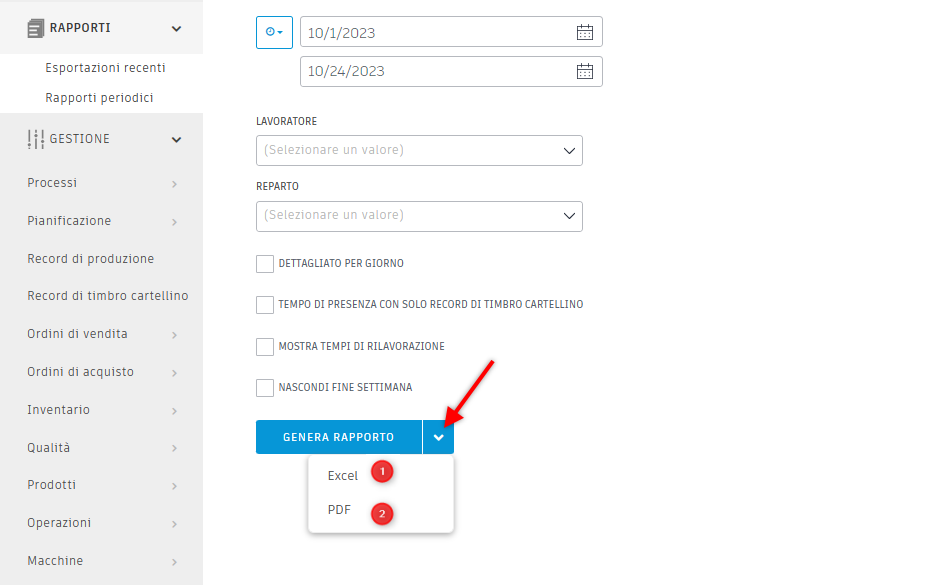 RAPPORTI
Esportazioni recenti
Rapporti periodici
GESTIONE
Processi
Pianificazione
Record di produzione
Record di timbro cartellino
Ordini di vendita
Ordini di acquisto
Inventario
Qualità
Prodotti
Operazioni
Macchine
10/1/2023
10/24/2023
LAVORATORE
(Selezionare un valore)
REPARTO
(Selezionare un valore)
DETTAGLIATO PER GIORNO
TEMPO DI PRESENZA CON SOLO RECORD DI TIMBRO CARTELLINO
MOSTRA TEMPI DI RILAVORAZIONE
NASCONDI FINE SETTIMANA
GENERA RAPPORTO
Excel 1
PDF 2